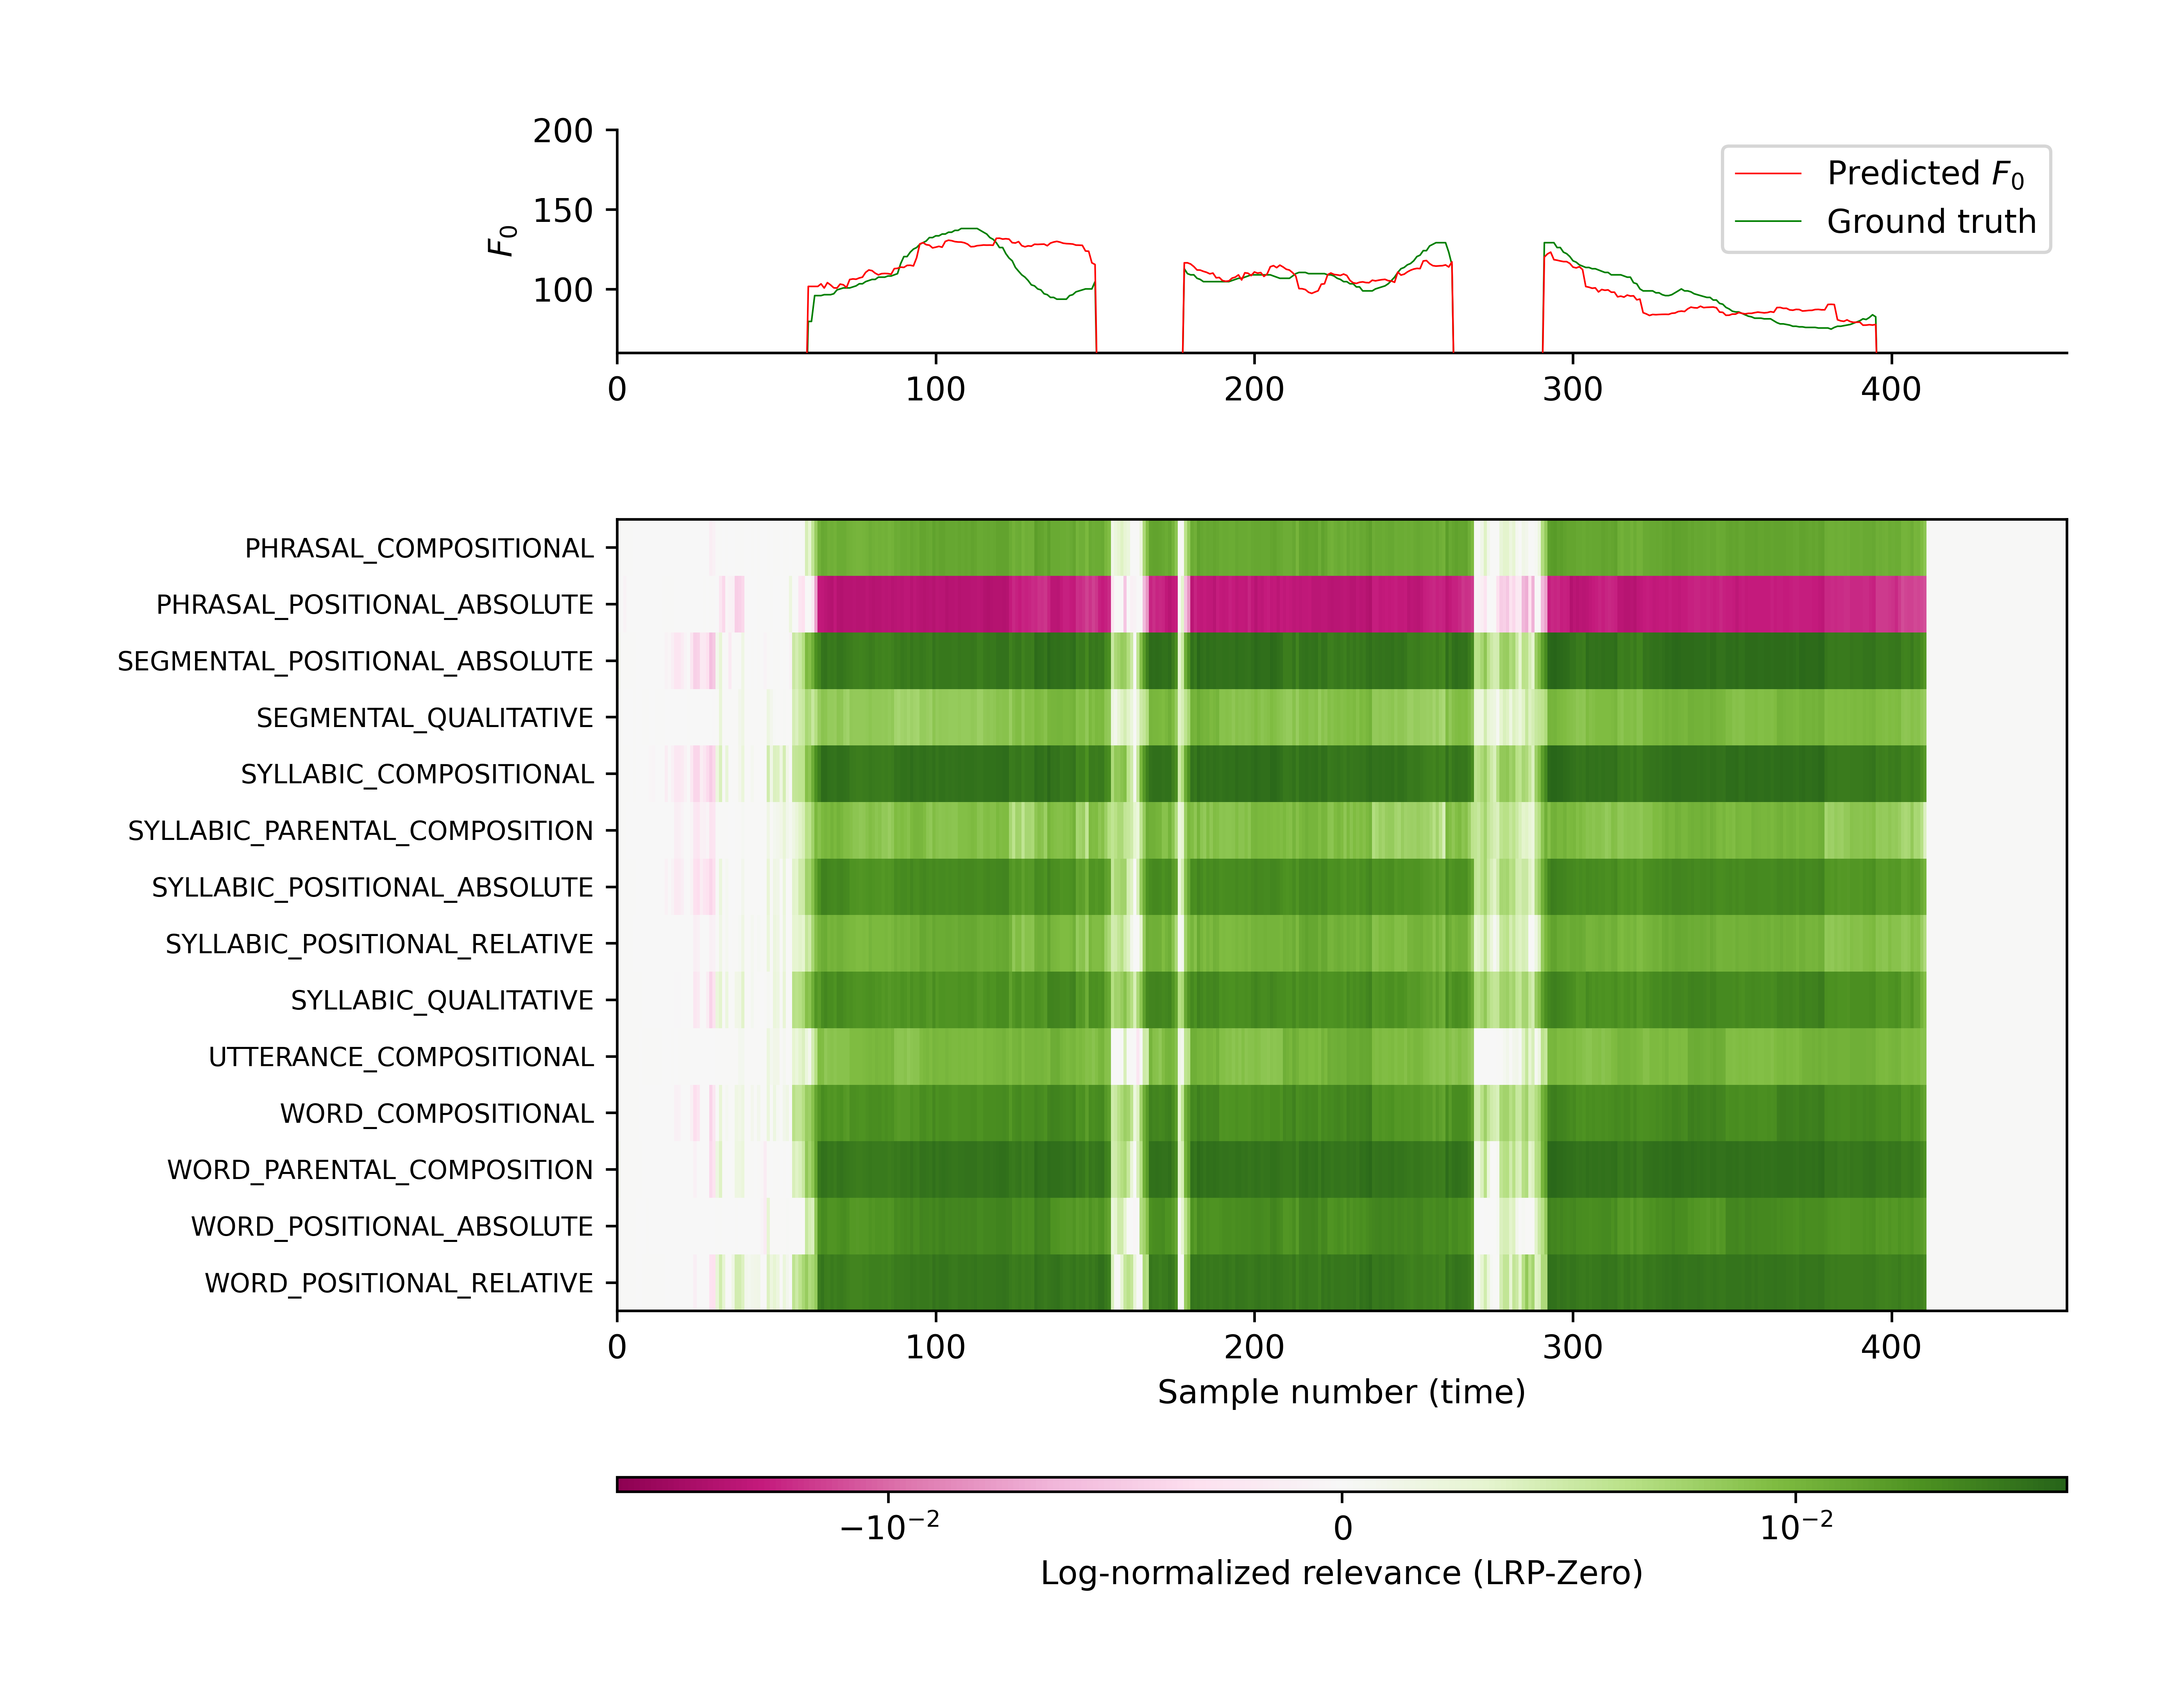 200
150
100
F₀
Predicted F₀
Ground truth
0 100 200 300 400
PHRASAL_COMPOSITIONAL
PHRASAL_POSITIONAL_ABSOLUTE
SEGMENTAL_POSITIONAL_ABSOLUTE
SEGMENTAL_QUALITATIVE
SYLLABIC_COMPOSITIONAL
SYLLABIC_PARENTAL_COMPOSITION
SYLLABIC_POSITIONAL_ABSOLUTE
SYLLABIC_POSITIONAL_RELATIVE
SYLLABIC_QUALITATIVE
UTTERANCE_COMPOSITIONAL
WORD_COMPOSITIONAL
WORD_PARENTAL_COMPOSITION
WORD_POSITIONAL_ABSOLUTE
WORD_POSITIONAL_RELATIVE
0 100 200 300 400
Sample number (time)
−10⁻² 0 10⁻²
Log-normalized relevance (LRP-Zero)